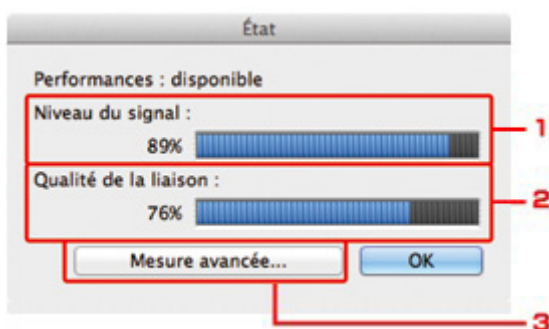 État
Performances : disponible
Niveau du signal :
89%
1
Qualité de la liaison :
76%
2
Mesure avancée...
OK
3